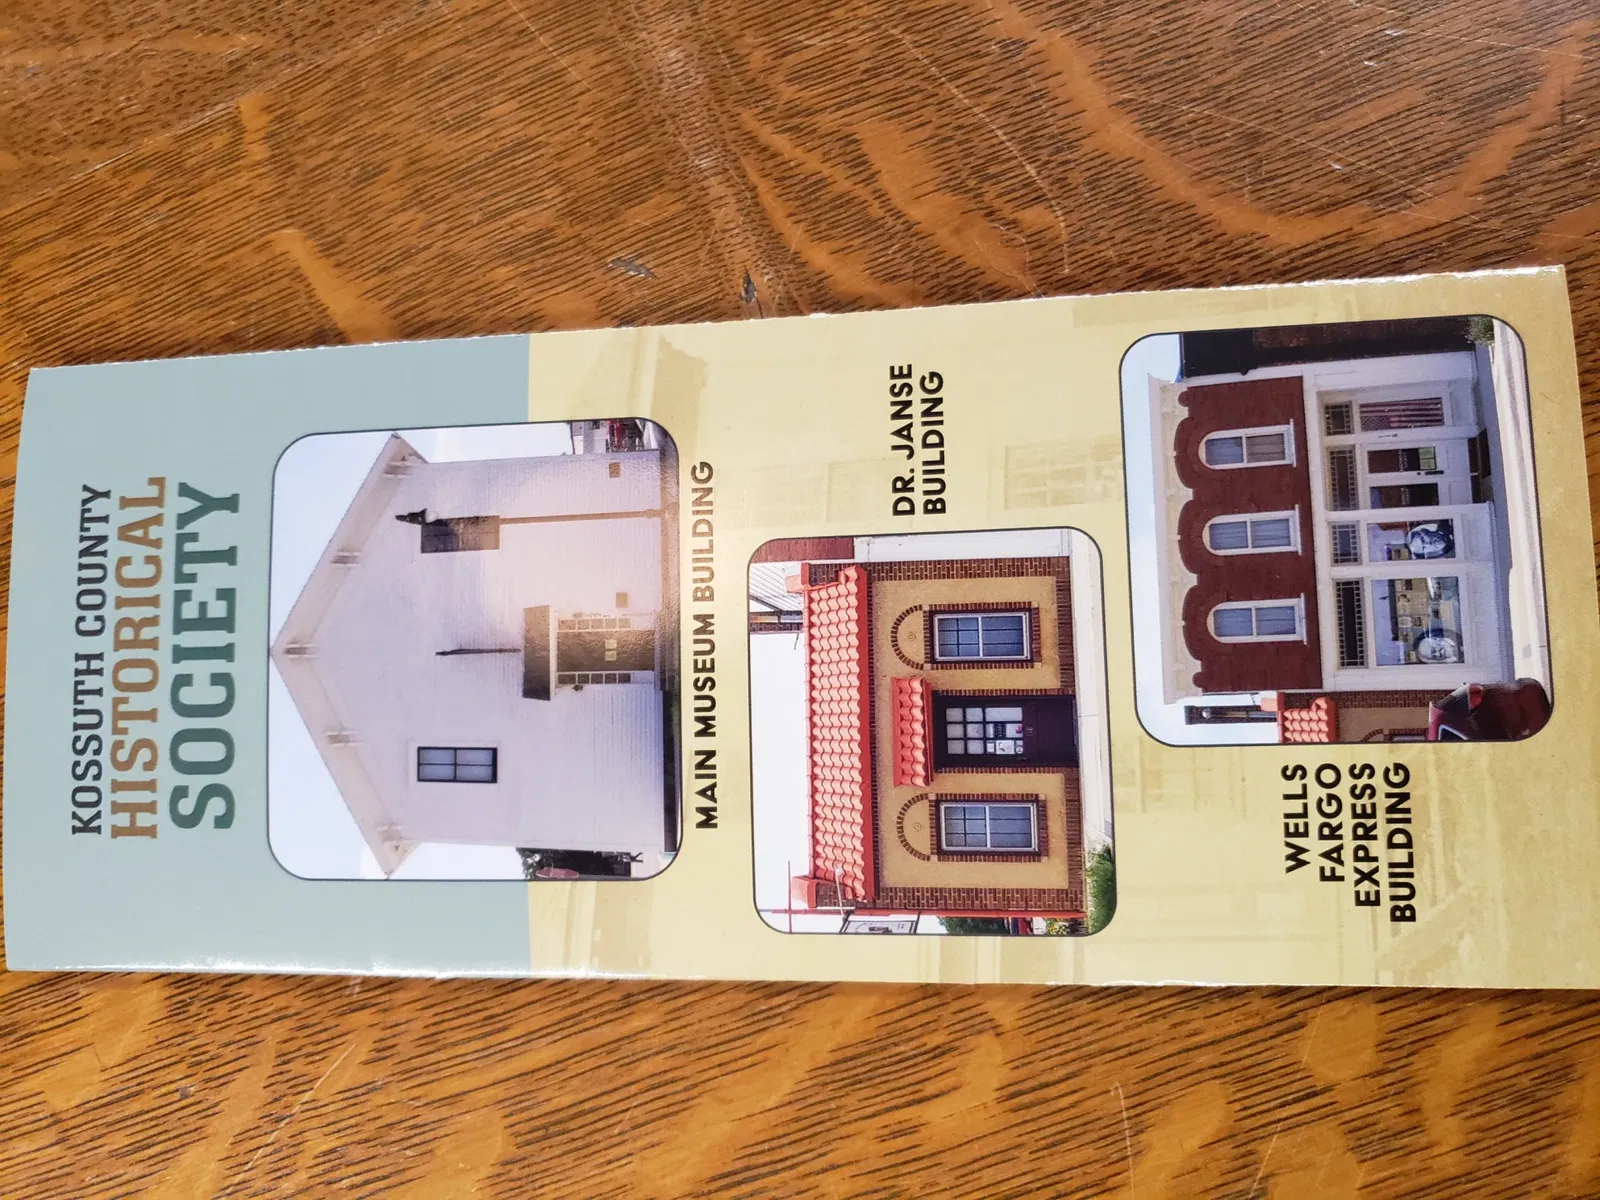 KOSSUTH COUNTY
HISTORICAL
SOCIETY
MAIN MUSEUM BUILDING
DR. JANSE
BUILDING
WELLS
FARGO
EXPRESS
BUILDING